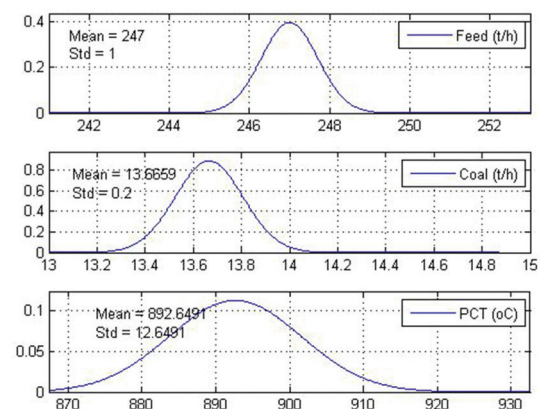 0.4
0.2
0
Mean = 247
Std = 1
Feed (t/h)
242 244 246 247 248 250 252
0.8
0.6
0.4
0.2
0
Mean = 13.6659
Std = 0.2
Coal (t/h)
13 13.2 13.4 13.6 13.8 14 14.2 14.4 14.6 14.8 15
0.1
0.05
0
Mean = 892.6491
Std = 12.6491
PCT (oC)
870 880 890 900 910 920 930